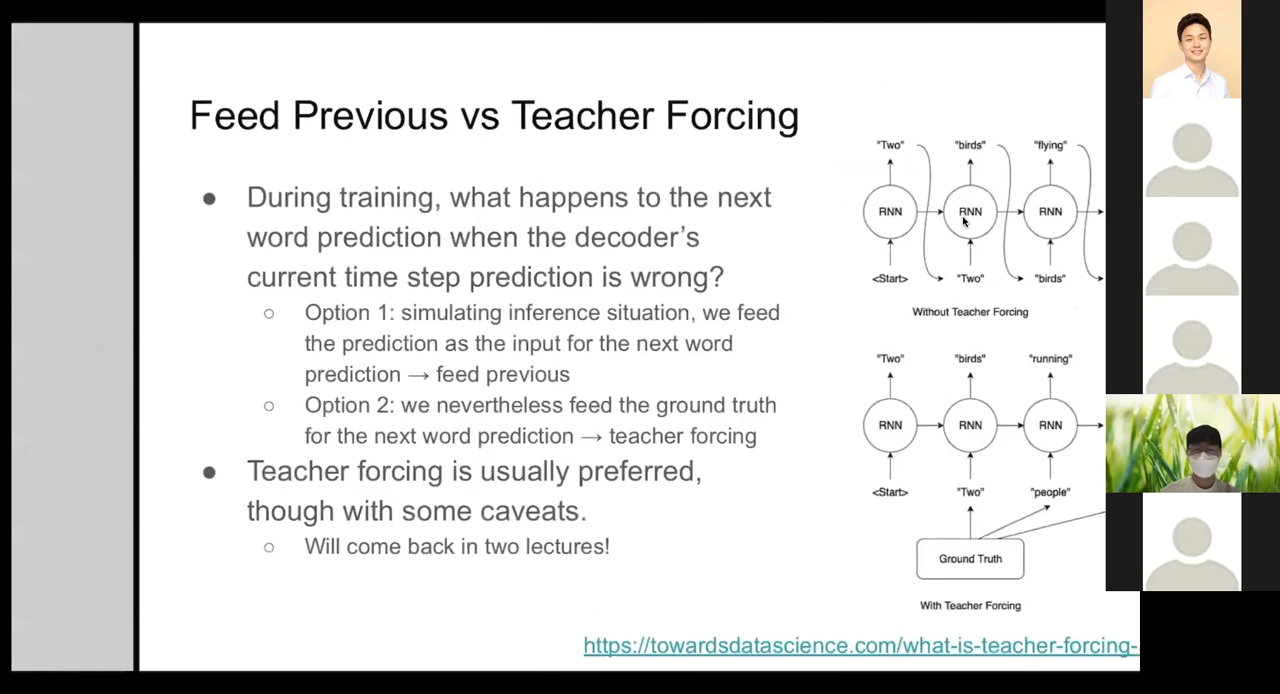 Feed Previous vs Teacher Forcing
● During training, what happens to the next
word prediction when the decoder's
current time step prediction is wrong?
○ Option 1: simulating inference situation, we feed
the prediction as the input for the next word
prediction → feed previous
○ Option 2: we nevertheless feed the ground truth
for the next word prediction → teacher forcing
● Teacher forcing is usually preferred,
though with some caveats.
○ Will come back in two lectures!
"Two" "birds" "flying"
RNN RNN RNN
<Start> "Two" "birds"
Without Teacher Forcing
"Two" "birds" "running"
RNN RNN RNN
<Start> "Two" "people"
Ground Truth
With Teacher Forcing
https://towardsdatascience.com/what-is-teacher-forcing-